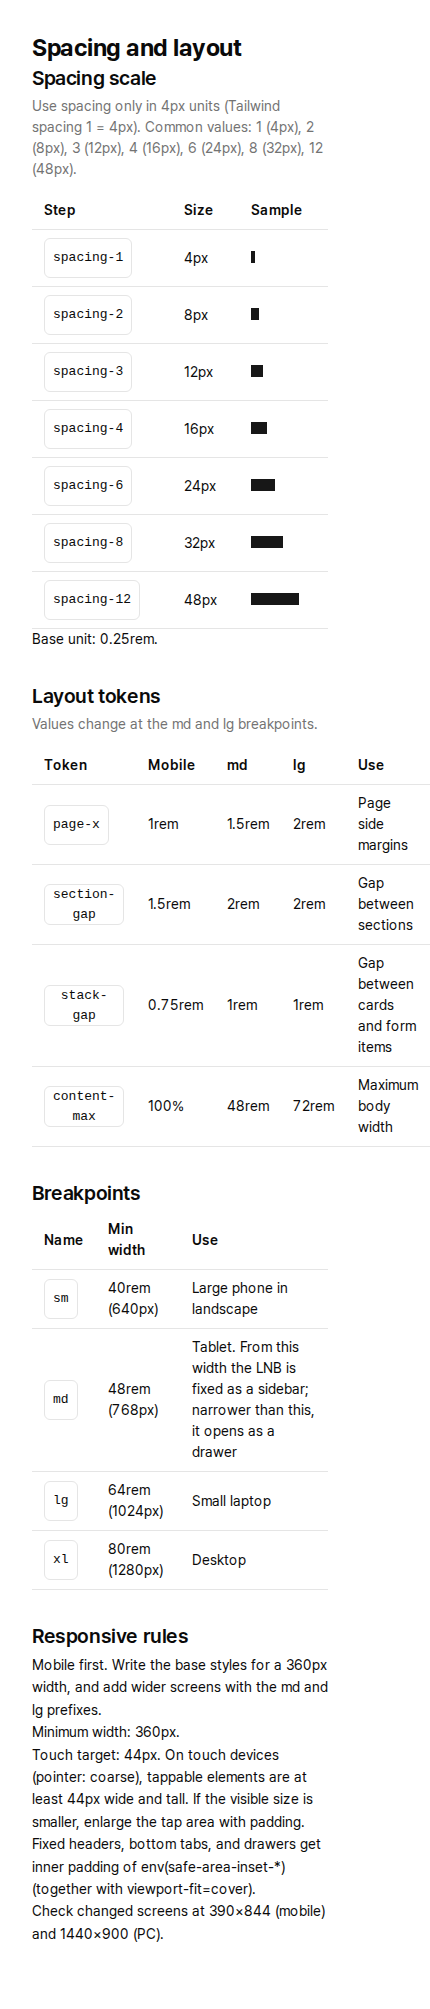 Spacing and layout
Spacing scale
Use spacing only in 4px units (Tailwind
spacing 1 = 4px). Common values: 1 (4px), 2
(8px), 3 (12px), 4 (16px), 6 (24px), 8 (32px), 12
(48px).
Step Size Sample
spacing-1 4px
spacing-2 8px
spacing-3 12px
spacing-4 16px
spacing-6 24px
spacing-8 32px
spacing-12 48px
Base unit: 0.25rem.
Layout tokens
Values change at the md and lg breakpoints.
Token Mobile md lg Use
page-x 1rem 1.5rem 2rem Page
side
margins
section-
gap 1.5rem 2rem 2rem Gap
between
sections
stack-
gap 0.75rem 1rem 1rem Gap
between
cards
and form
items
content-
max 100% 48rem 72rem Maximum
body
width
Breakpoints
Name Min
width Use
sm 40rem
(640px) Large phone in
landscape
md 48rem
(768px) Tablet. From this
width the LNB is
fixed as a sidebar;
narrower than this,
it opens as a
drawer
lg 64rem
(1024px) Small laptop
xl 80rem
(1280px) Desktop
Responsive rules
Mobile first. Write the base styles for a 360px
width, and add wider screens with the md and
lg prefixes.
Minimum width: 360px.
Touch target: 44px. On touch devices
(pointer: coarse), tappable elements are at
least 44px wide and tall. If the visible size is
smaller, enlarge the tap area with padding.
Fixed headers, bottom tabs, and drawers get
inner padding of env(safe-area-inset-*)
(together with viewport-fit=cover).
Check changed screens at 390×844 (mobile)
and 1440×900 (PC).